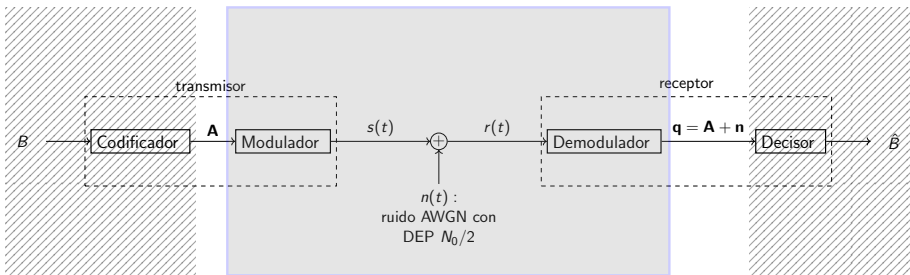 transmisor
receptor
B
Codificador
A
Modulador
s(t)
+
r(t)
Demodulador
q = A + n
Decisor
B̂
n(t) :
ruido AWGN con
DEP N₀/2